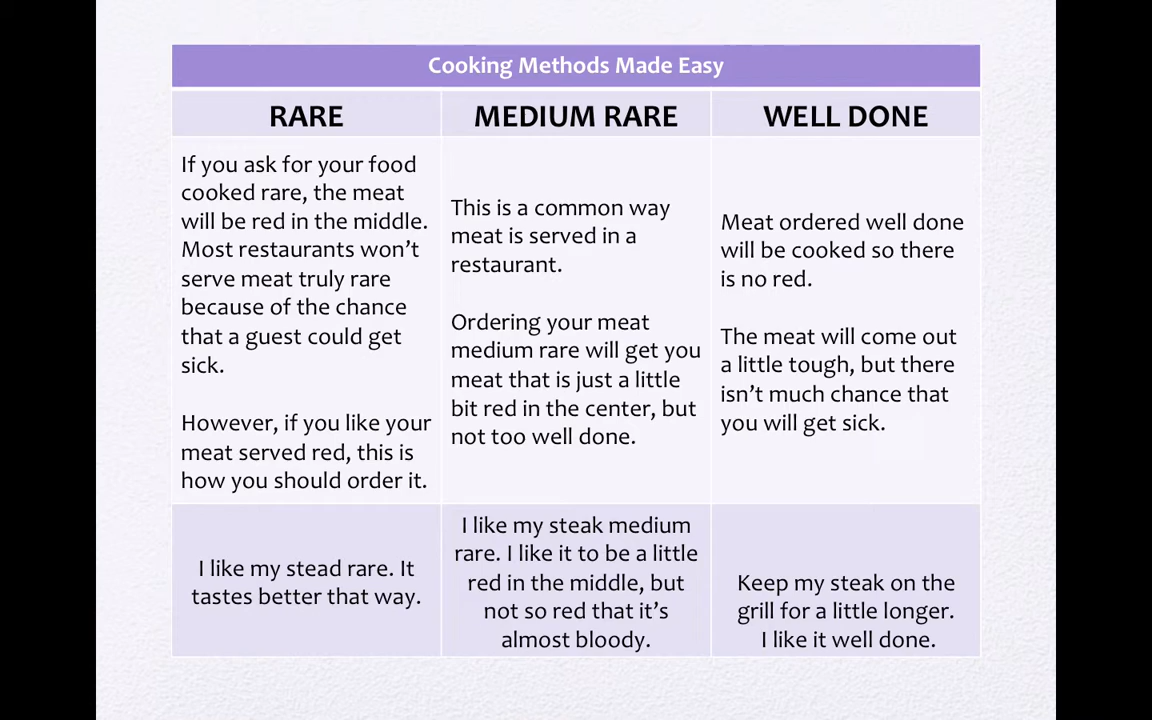 Cooking Methods Made Easy
RARE
MEDIUM RARE
WELL DONE
If you ask for your food
cooked rare, the meat
will be red in the middle.
Most restaurants won't
serve meat truly rare
because of the chance
that a guest could get
sick.
However, if you like your
meat served red, this is
how you should order it.
This is a common way
meat is served in a
restaurant.
Ordering your meat
medium rare will get you
meat that is just a little
bit red in the center, but
not too well done.
Meat ordered well done
will be cooked so there
is no red.
The meat will come out
a little tough, but there
isn't much chance that
you will get sick.
I like my stead rare. It
tastes better that way.
I like my steak medium
rare. I like it to be a little
red in the middle, but
not so red that it's
almost bloody.
Keep my steak on the
grill for a little longer.
I like it well done.